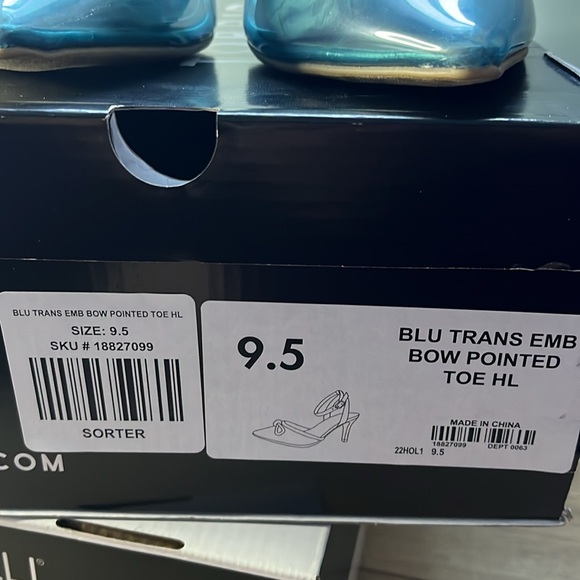 BLU TRANS EMB BOW POINTED TOE HL
SIZE: 9.5
SKU # 18827099
SORTER
9.5
BLU TRANS EMB
BOW POINTED
TOE HL
MADE IN CHINA
18827099 DEPT 0063
22HOL1 9.5
COM
LLI®